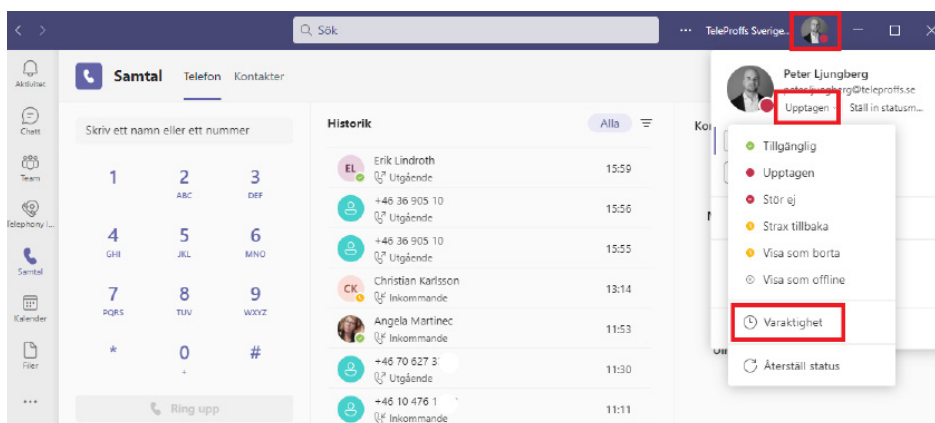 Sök
TeleProffs Sverige...
Aktivitet
Chatt
Team
Telephony I...
Samtal
Kalender
Filer
Samtal Telefon Kontakter
Skriv ett namn eller ett nummer
1 2 3
ABC DEF
4 5 6
GHI JKL MNO
7 8 9
PQRS TUV WXYZ
* 0 #
+
Ring upp
Historik Alla
EL Erik Lindroth 15:59
Utgående
+46 36 905 10 15:56
Utgående
+46 36 905 10 15:55
Utgående
CK Christian Karlsson 13:14
Inkommande
Angela Martinec 11:53
Inkommande
+46 70 627 3 11:30
Utgående
+46 10 476 1 11:11
Inkommande
Peter Ljungberg
peter.ljungberg@teleproffs.se
Upptagen Ställ in statusm...
Tillgänglig
Upptagen
Stör ej
Strax tillbaka
Visa som borta
Visa som offline
Varaktighet
Återställ status